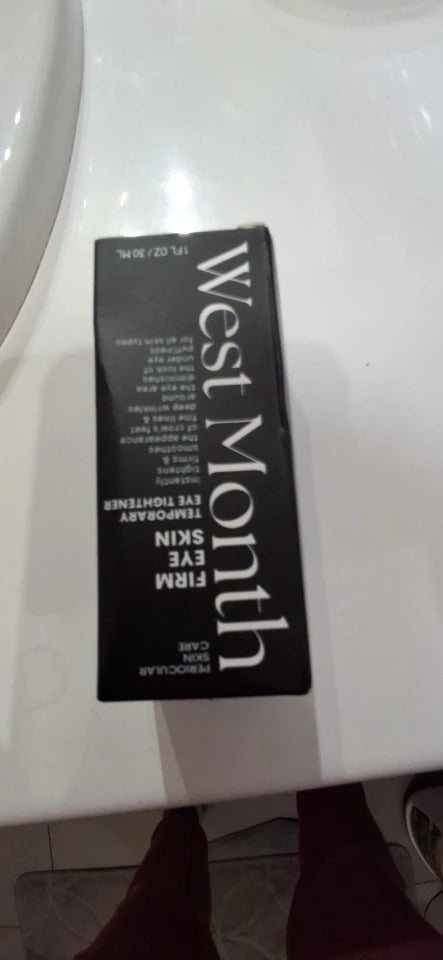 West Month
PERIOCULAR
SKIN
CARE
FIRM
EYE
SKIN
TEMPORARY
EYE TIGHTENER
instantly
tightens
firms &
smoothes
the appearance
of crow's feet
fine lines &
deep wrinkles
around
the eye area
diminishes
the look of
under eye
puffiness
for all skin types
1 FL OZ / 30 ML